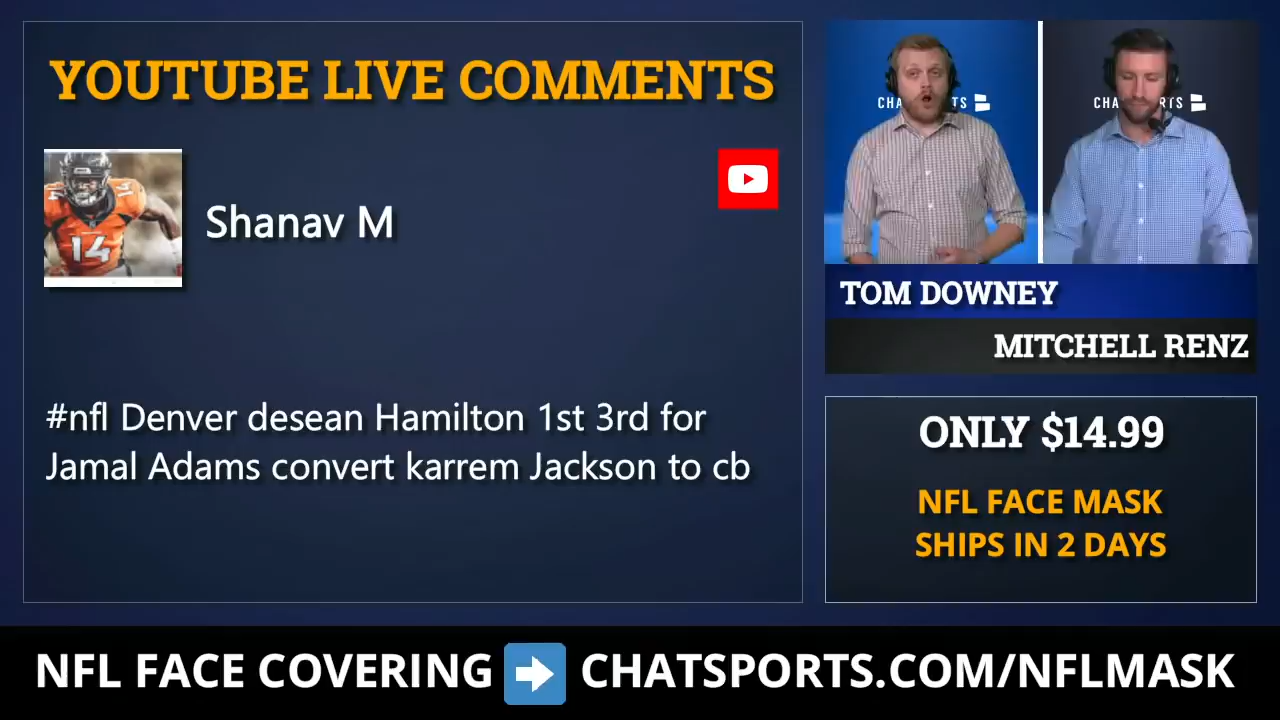 YOUTUBE LIVE COMMENTS
14
14
Shanav M
#nfl Denver desean Hamilton 1st 3rd for
Jamal Adams convert karrem Jackson to cb
TOM DOWNEY
MITCHELL RENZ
ONLY $14.99
NFL FACE MASK
SHIPS IN 2 DAYS
NFL FACE COVERING
CHATSPORTS.COM/NFLMASK